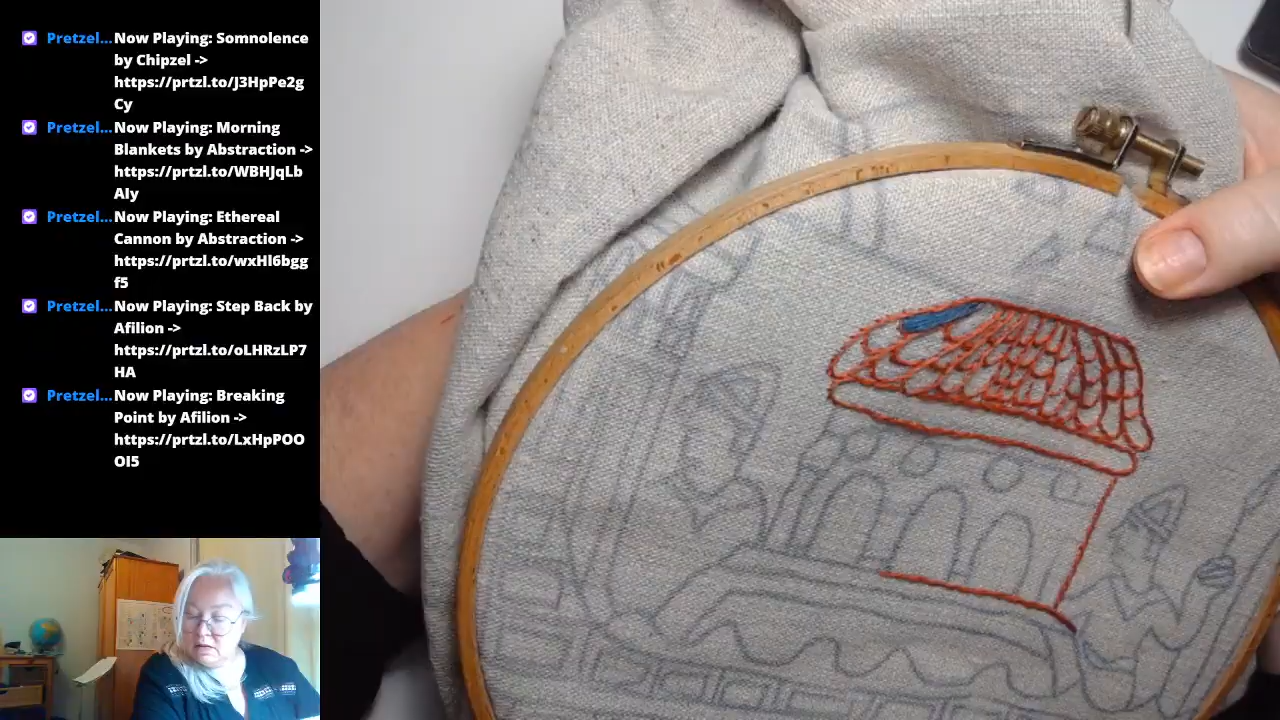 Pretzel... Now Playing: Somnolence
by Chipzel ->
https://prtzl.to/J3HpPe2g
Cy
Pretzel... Now Playing: Morning
Blankets by Abstraction ->
https://prtzl.to/WBHJqLb
AIy
Pretzel... Now Playing: Ethereal
Cannon by Abstraction ->
https://prtzl.to/wxHl6bgg
f5
Pretzel... Now Playing: Step Back by
Afilion ->
https://prtzl.to/oLHRzLP7
HA
Pretzel... Now Playing: Breaking
Point by Afilion ->
https://prtzl.to/LxHpPOO
OI5